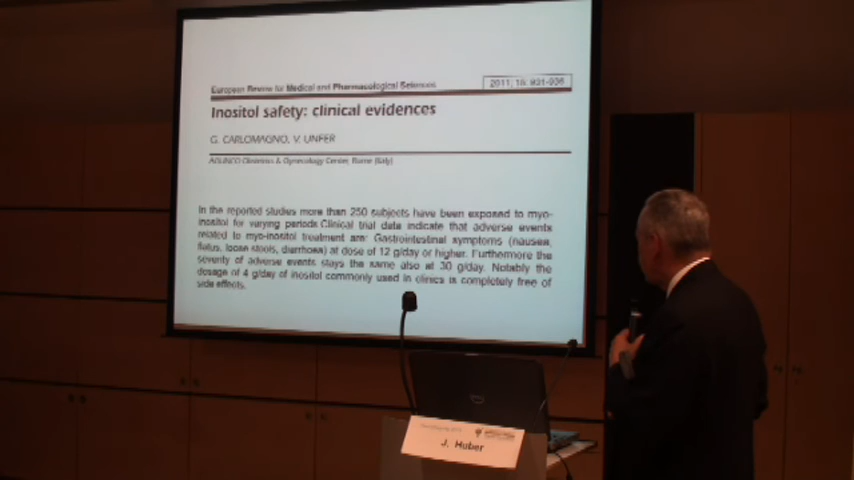 European Review for Medical and Pharmacological Sciences
2011; 15: 931-936
Inositol safety: clinical evidences
G. CARLOMAGNO, V. UNFER
AGUNCO Obstetrics & Gynecology Center, Rome (Italy)
In the reported studies more than 250 subjects have been exposed to myo-
inositol for varying periods.Clinical trial data indicate that adverse events
related to myo-inositol treatment are: Gastrointestinal symptoms (nausea,
flatus, loose stools, diarrhoea) at dose of 12 g/day or higher. Furthermore the
severity of adverse events stays the same also at 30 g/day. Notably the
dosage of 4 g/day of inositol commonly used in clinics is completely free of
side effects.
J. Huber